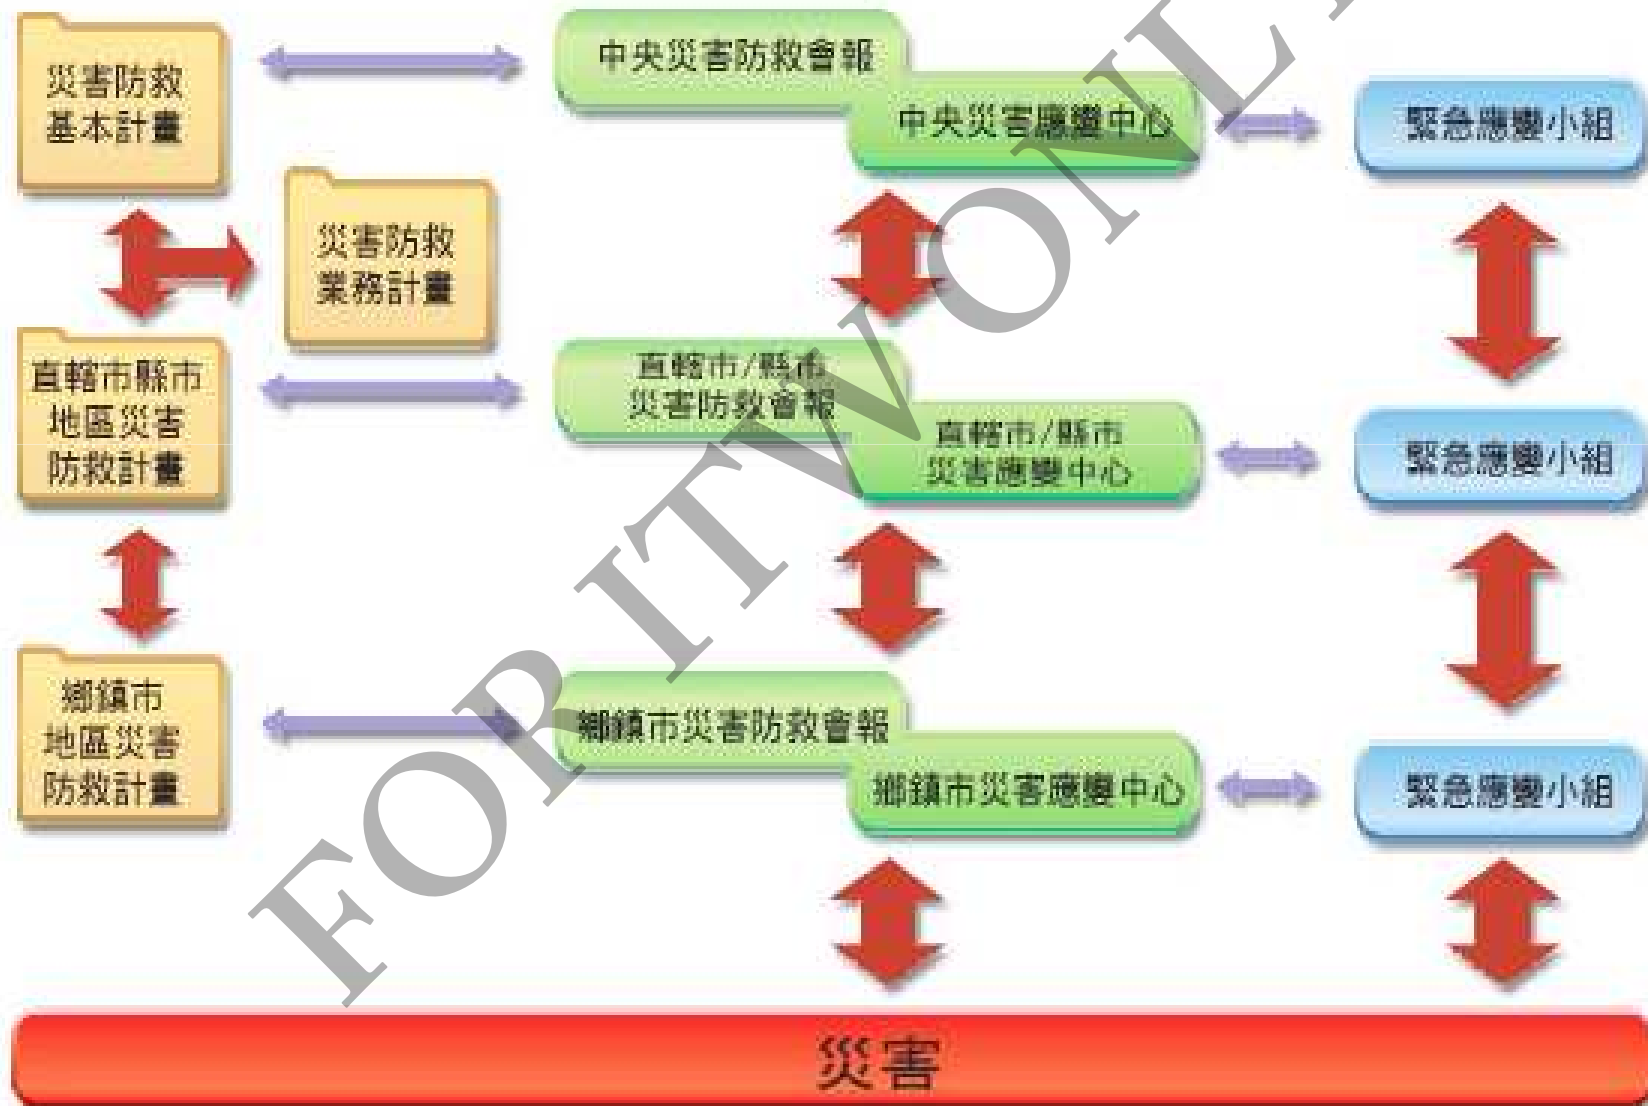 災害防救
基本計畫
中央災害防救會報
中央災害應變中心
緊急應變小組
災害防救
業務計畫
直轄市縣市
地區災害
防救計畫
直轄市/縣市
災害防救會報
直轄市/縣市
災害應變中心
緊急應變小組
鄉鎮市
地區災害
防救計畫
鄉鎮市災害防救會報
鄉鎮市災害應變中心
緊急應變小組
災害
FOR ITW ONL